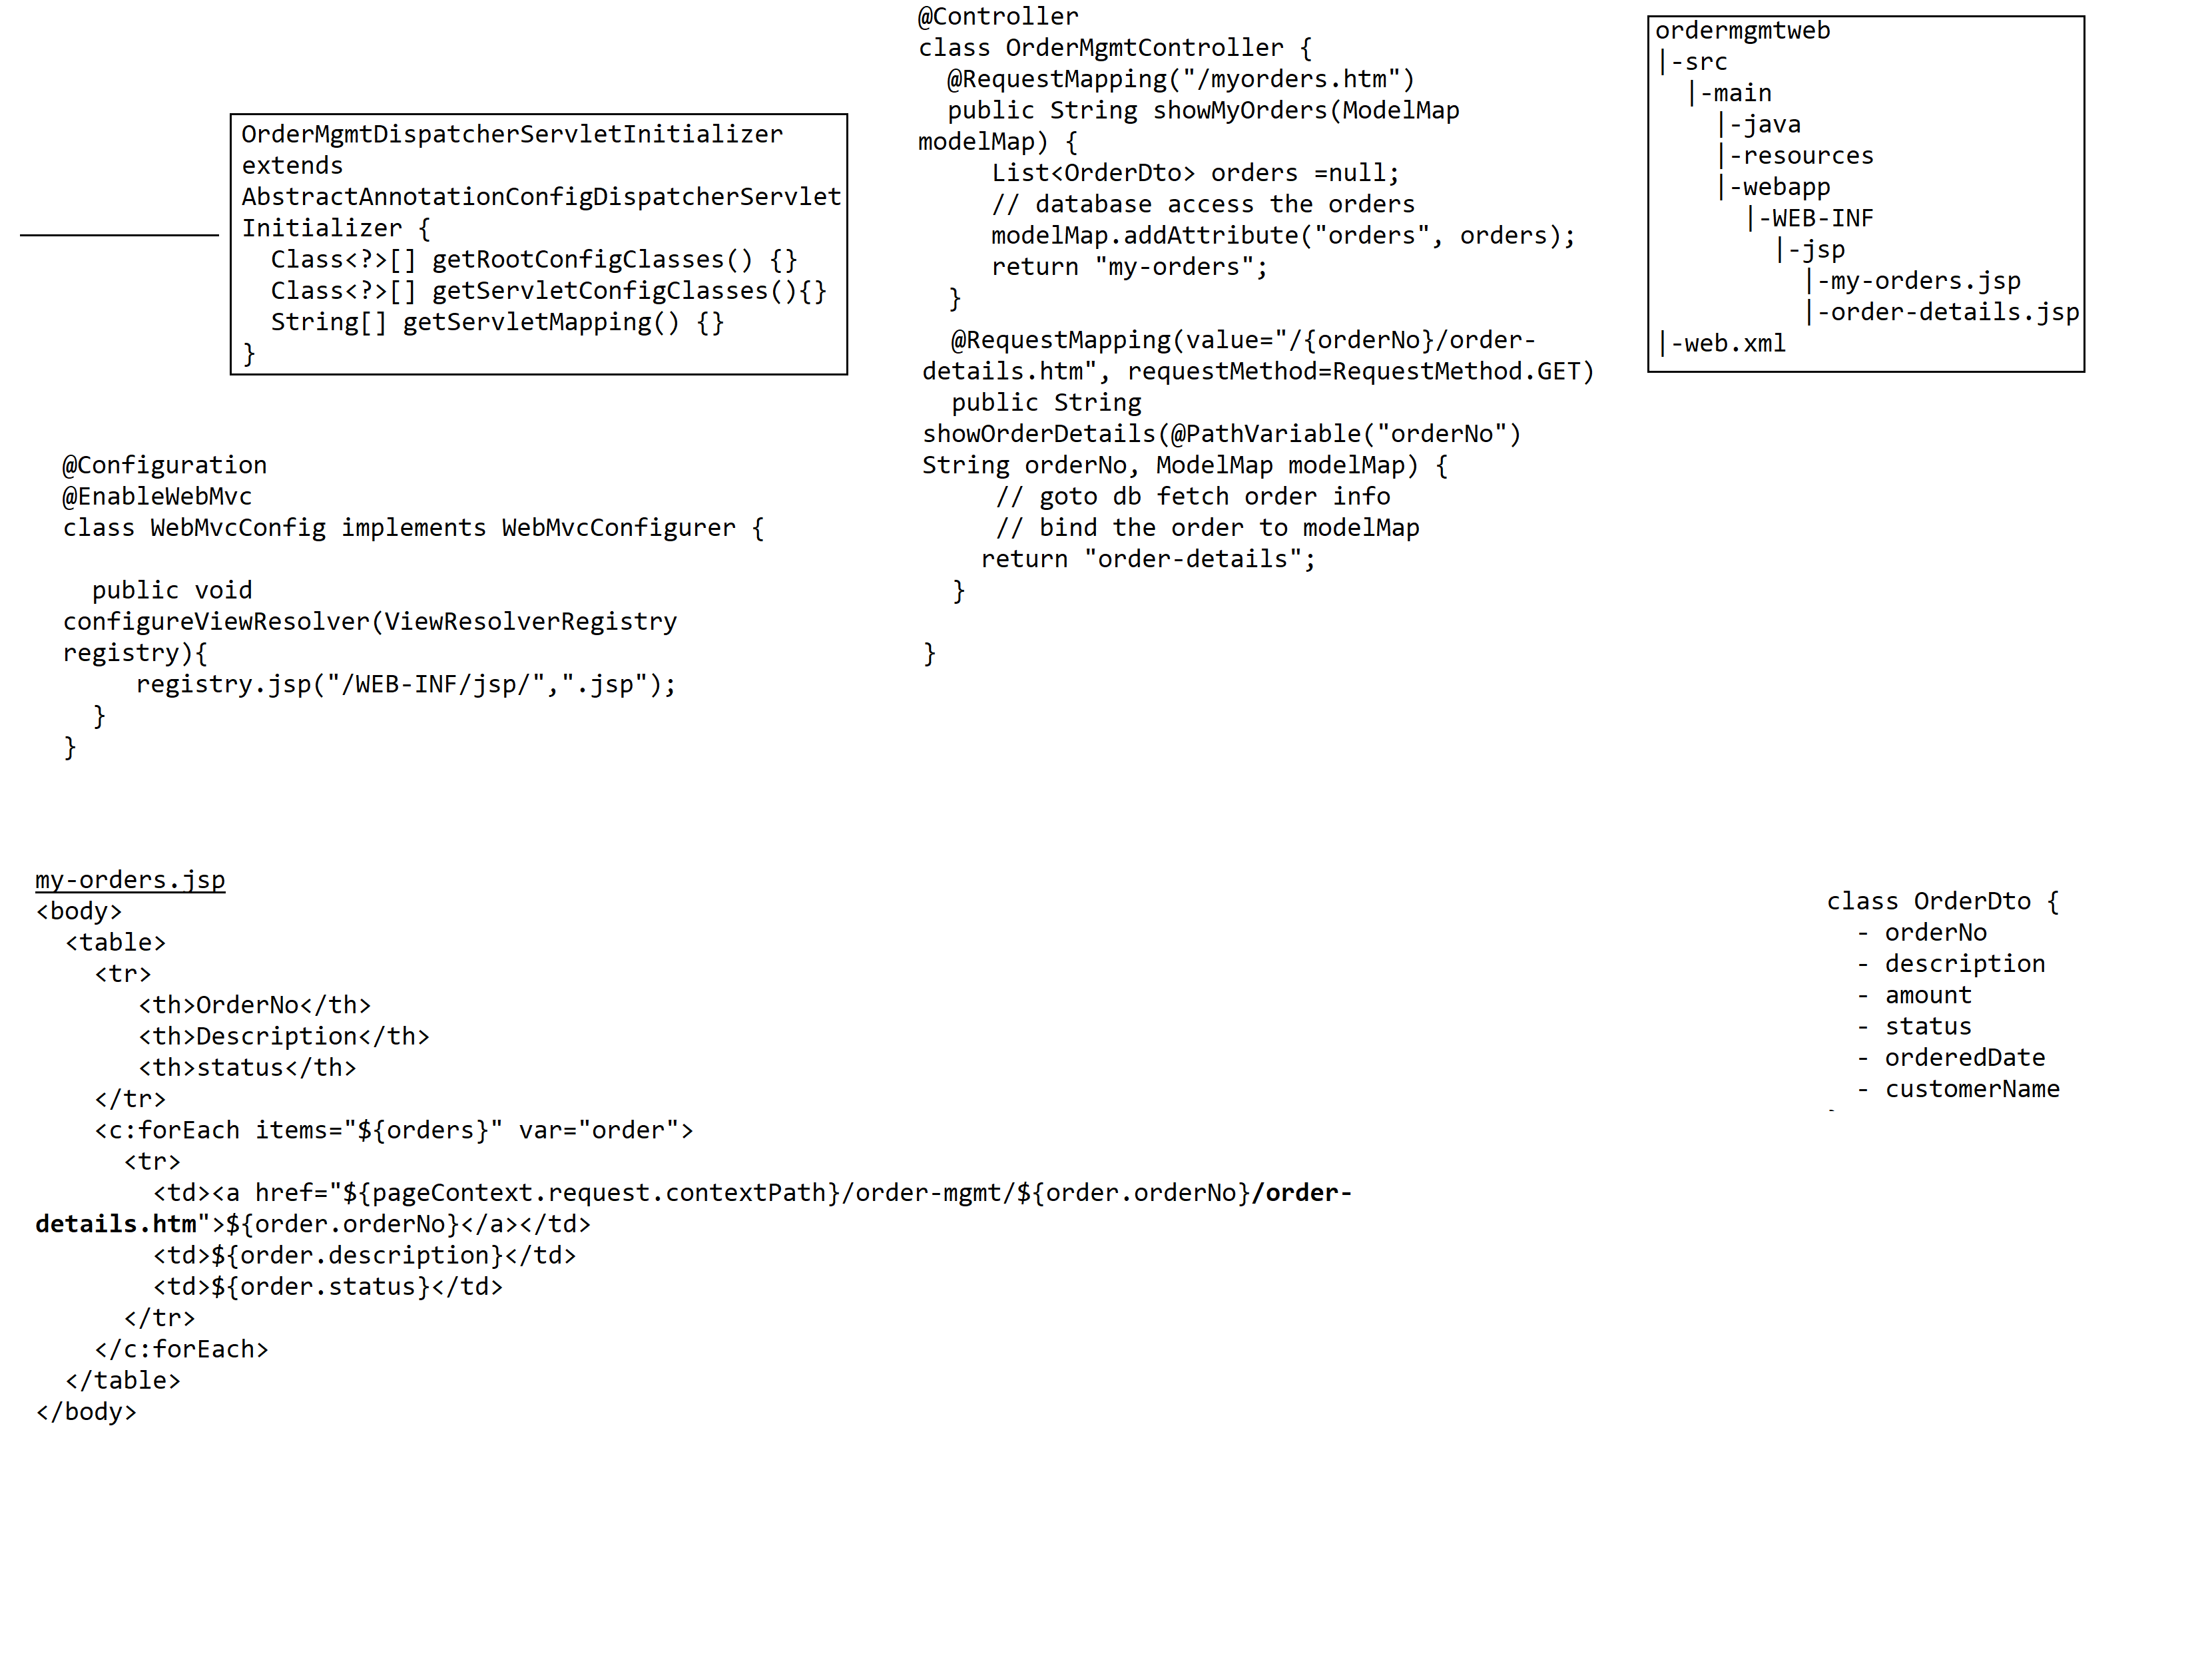 OrderMgmtDispatcherServletInitializer
extends
AbstractAnnotationConfigDispatcherServlet
Initializer {
  Class<?>[] getRootConfigClasses() {}
  Class<?>[] getServletConfigClasses(){}
  String[] getServletMapping() {}
}
@Configuration
@EnableWebMvc
class WebMvcConfig implements WebMvcConfigurer {
  public void
configureViewResolver(ViewResolverRegistry
registry){
     registry.jsp("/WEB-INF/jsp/",".jsp");
  }
}
@Controller
class OrderMgmtController {
  @RequestMapping("/myorders.htm")
  public String showMyOrders(ModelMap
modelMap) {
     List<OrderDto> orders =null;
     // database access the orders
     modelMap.addAttribute("orders", orders);
     return "my-orders";
  }
  @RequestMapping(value="/{orderNo}/order-
details.htm", requestMethod=RequestMethod.GET)
  public String
showOrderDetails(@PathVariable("orderNo")
String orderNo, ModelMap modelMap) {
     // goto db fetch order info
     // bind the order to modelMap
    return "order-details";
  }
}
ordermgmtweb
|-src
  |-main
    |-java
    |-resources
    |-webapp
      |-WEB-INF
        |-jsp
          |-my-orders.jsp
          |-order-details.jsp
|-web.xml
my-orders.jsp
<body>
  <table>
    <tr>
       <th>OrderNo</th>
       <th>Description</th>
       <th>status</th>
    </tr>
    <c:forEach items="${orders}" var="order">
      <tr>
        <td><a href="${pageContext.request.contextPath}/order-mgmt/${order.orderNo}/order-
details.htm">${order.orderNo}</a></td>
        <td>${order.description}</td>
        <td>${order.status}</td>
      </tr>
    </c:forEach>
  </table>
</body>
class OrderDto {
  - orderNo
  - description
  - amount
  - status
  - orderedDate
  - customerName